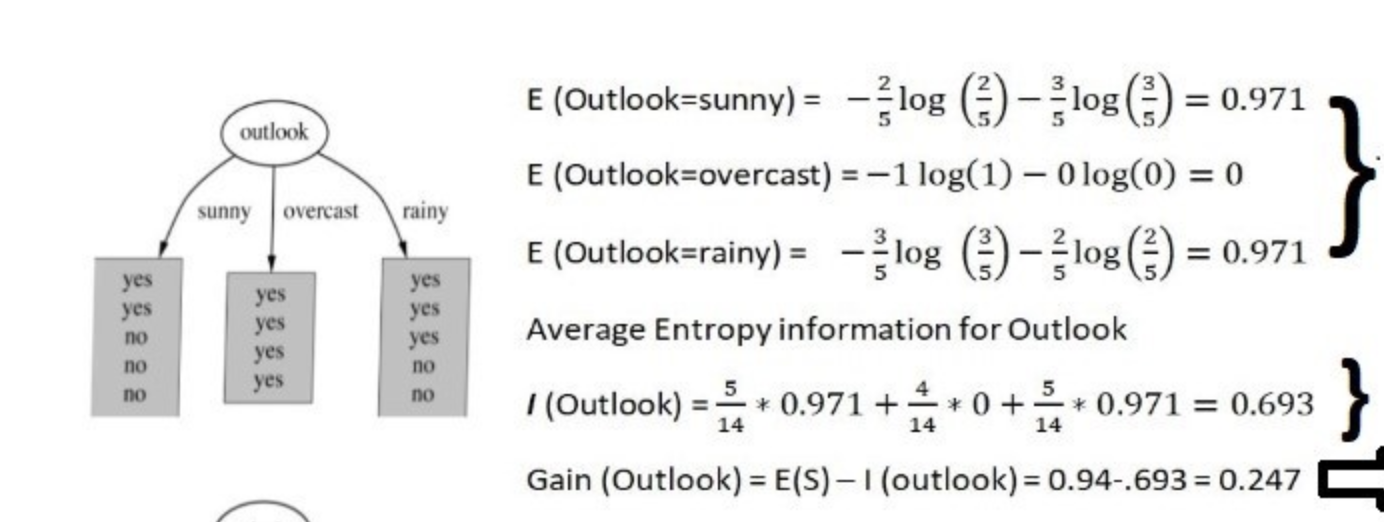 outlook
sunny overcast rainy
yes
yes
no
no
no
yes
yes
yes
yes
yes
yes
yes
no
no
E (Outlook=sunny) = −2/5 log (2/5) − 3/5 log(3/5) = 0.971
E (Outlook=overcast) = −1 log(1) − 0 log(0) = 0
E (Outlook=rainy) = −3/5 log (3/5) − 2/5 log(2/5) = 0.971
Average Entropy information for Outlook
I (Outlook) = 5/14 * 0.971 + 4/14 * 0 + 5/14 * 0.971 = 0.693
Gain (Outlook) = E(S) – I (outlook) = 0.94-.693 = 0.247